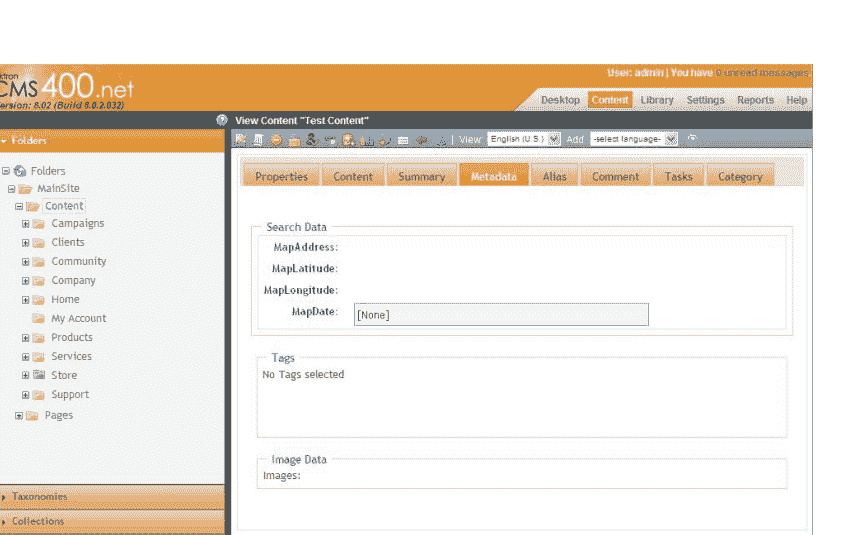 User: admin | You have 0 unread messages
CMS400.net
ersion: 8.02 (Build 8.0.2.032)
Desktop Content Library Settings Reports Help
View Content "Test Content"
Folders
View: English (U.S.) Add -select language-
Folders
MainSite
Content
Campaigns
Clients
Community
Company
Home
My Account
Products
Services
Store
Support
Pages
Taxonomies
Collections
Properties Content Summary Metadata Alias Comment Tasks Category
Search Data
MapAddress:
MapLatitude:
MapLongitude:
MapDate: [None]
Tags
No Tags selected
Image Data
Images: